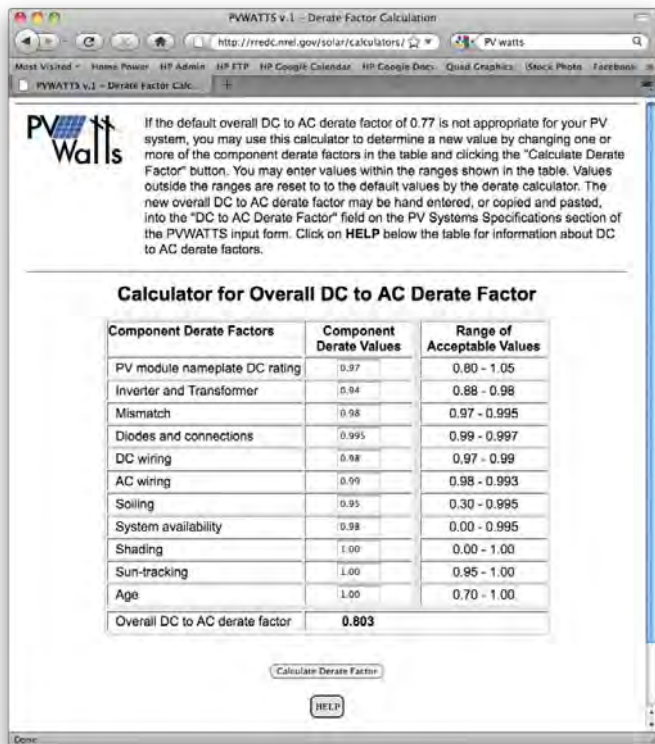 PVWATTS v.1 – Derate Factor Calculation
http://rredc.nrel.gov/solar/calculators/
PV watts
Most Visited
Home Power
HP Admin
HP FTP
HP Google Calendar
HP Google Docs
Quad Graphics
iStock Photo
Facebook
PVWATTS v.1 – Derate Factor Calc...
PV Watts
If the default overall DC to AC derate factor of 0.77 is not appropriate for your PV
system, you may use this calculator to determine a new value by changing one or
more of the component derate factors in the table and clicking the "Calculate Derate
Factor" button. You may enter values within the ranges shown in the table. Values
outside the ranges are reset to to the default values by the derate calculator. The
new overall DC to AC derate factor may be hand entered, or copied and pasted,
into the "DC to AC Derate Factor" field on the PV Systems Specifications section of
the PVWATTS input form. Click on HELP below the table for information about DC
to AC derate factors.
Calculator for Overall DC to AC Derate Factor
Component Derate Factors Component Derate Values Range of Acceptable Values
PV module nameplate DC rating 0.97 0.80 - 1.05
Inverter and Transformer 0.94 0.88 - 0.98
Mismatch 0.98 0.97 - 0.995
Diodes and connections 0.995 0.99 - 0.997
DC wiring 0.98 0.97 - 0.99
AC wiring 0.99 0.98 - 0.993
Soiling 0.95 0.30 - 0.995
System availability 0.98 0.00 - 0.995
Shading 1.00 0.00 - 1.00
Sun-tracking 1.00 0.95 - 1.00
Age 1.00 0.70 - 1.00
Overall DC to AC derate factor 0.803
Calculate Derate Factor
HELP
Done